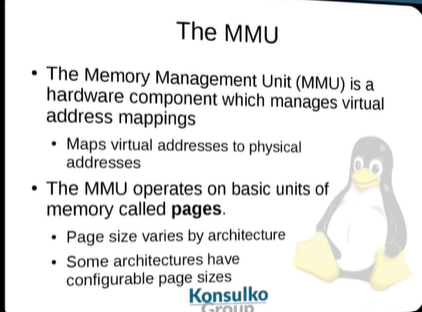 The MMU
• The Memory Management Unit (MMU) is a
hardware component which manages virtual
address mappings
• Maps virtual addresses to physical
addresses
• The MMU operates on basic units of
memory called pages.
• Page size varies by architecture
• Some architectures have
configurable page sizes
Konsulko
Group